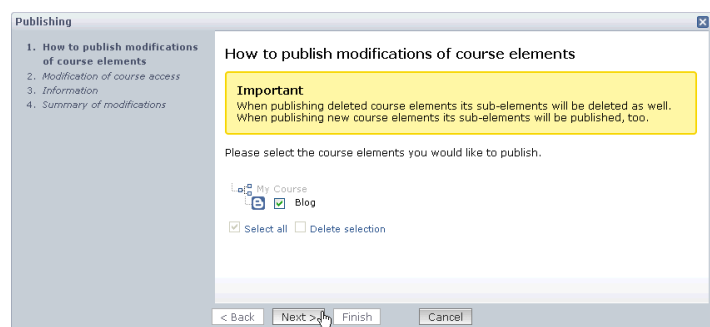 Publishing
1. How to publish modifications
of course elements
2. Modification of course access
3. Information
4. Summary of modifications
How to publish modifications of course elements
Important
When publishing deleted course elements its sub-elements will be deleted as well.
When publishing new course elements its sub-elements will be published, too.
Please select the course elements you would like to publish.
My Course
Blog
Select all Delete selection
< Back Next > Finish Cancel